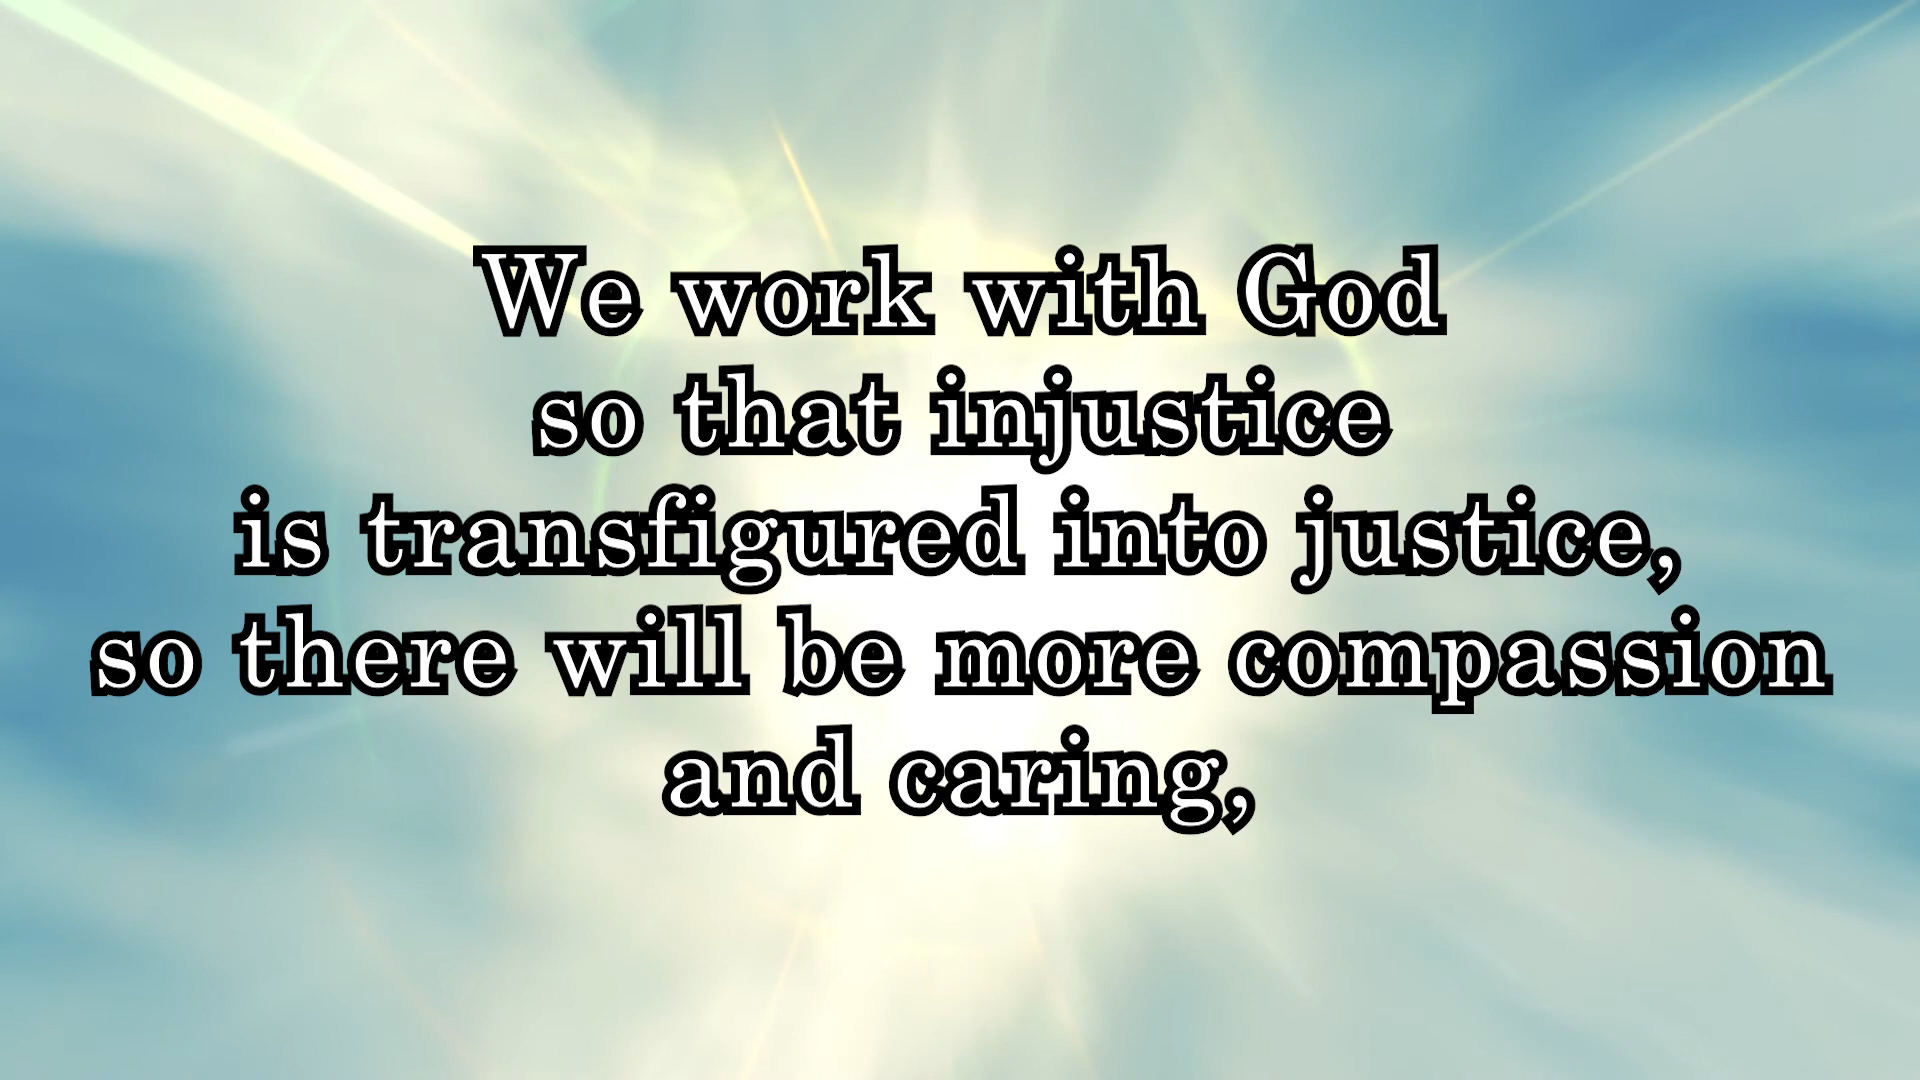 We work with God
so that injustice
is transfigured into justice,
so there will be more compassion
and caring,